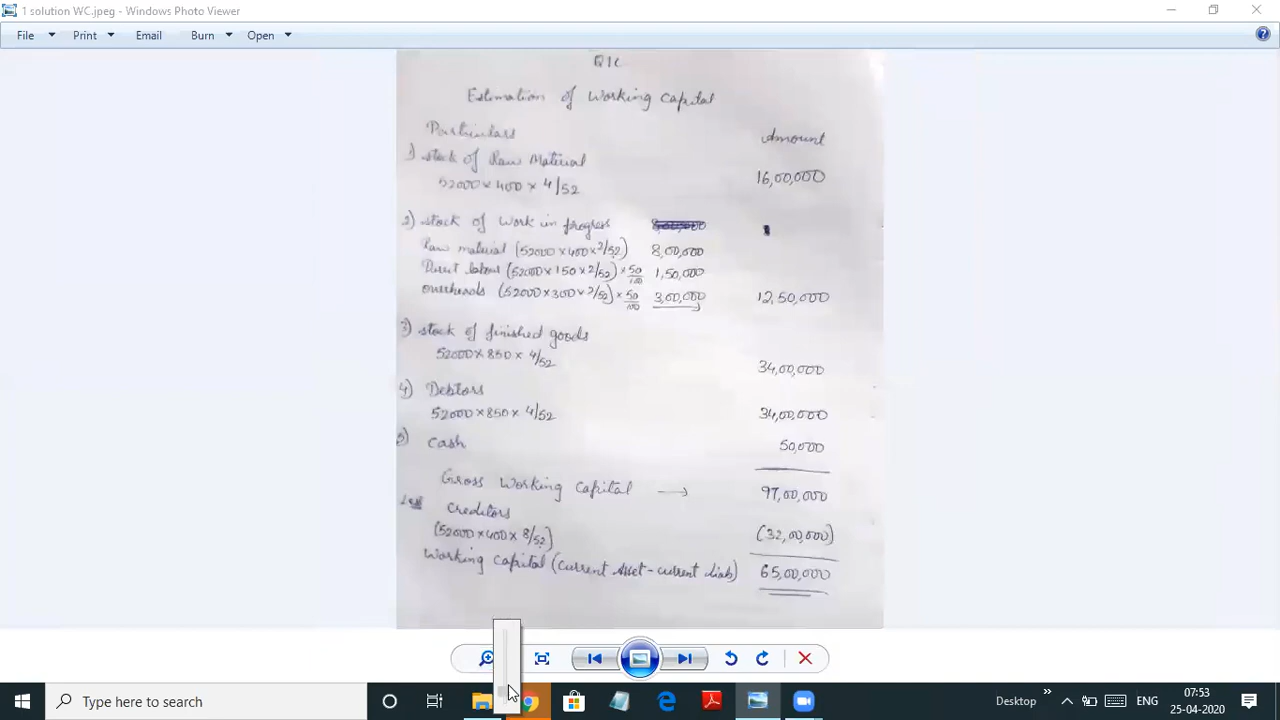 1 solution WC.jpeg - Windows Photo Viewer
File Print Email Burn Open
Q1C
Estimation of Working Capital
Particulars Amount
1) Stock of Raw Material
52000 × 400 × 4/52 16,00,000
2) Stock of Work in progress
Raw material (52000 × 400 × 2/52) 8,00,000
Direct labour (52000 × 150 × 2/52) × 50/100 1,50,000
overheads (52000 × 300 × 2/52) × 50/100 3,00,000 12,50,000
3) Stock of finished goods
52000 × 850 × 4/52 34,00,000
4) Debtors
52000 × 850 × 4/52 34,00,000
5) Cash 50,000
Gross Working Capital → 97,00,000
Less Creditors
(52000 × 400 × 8/52) (32,00,000)
Working Capital (Current Asset - current liab) 65,00,000
Type here to search
Desktop
ENG
07:53
25-04-2020